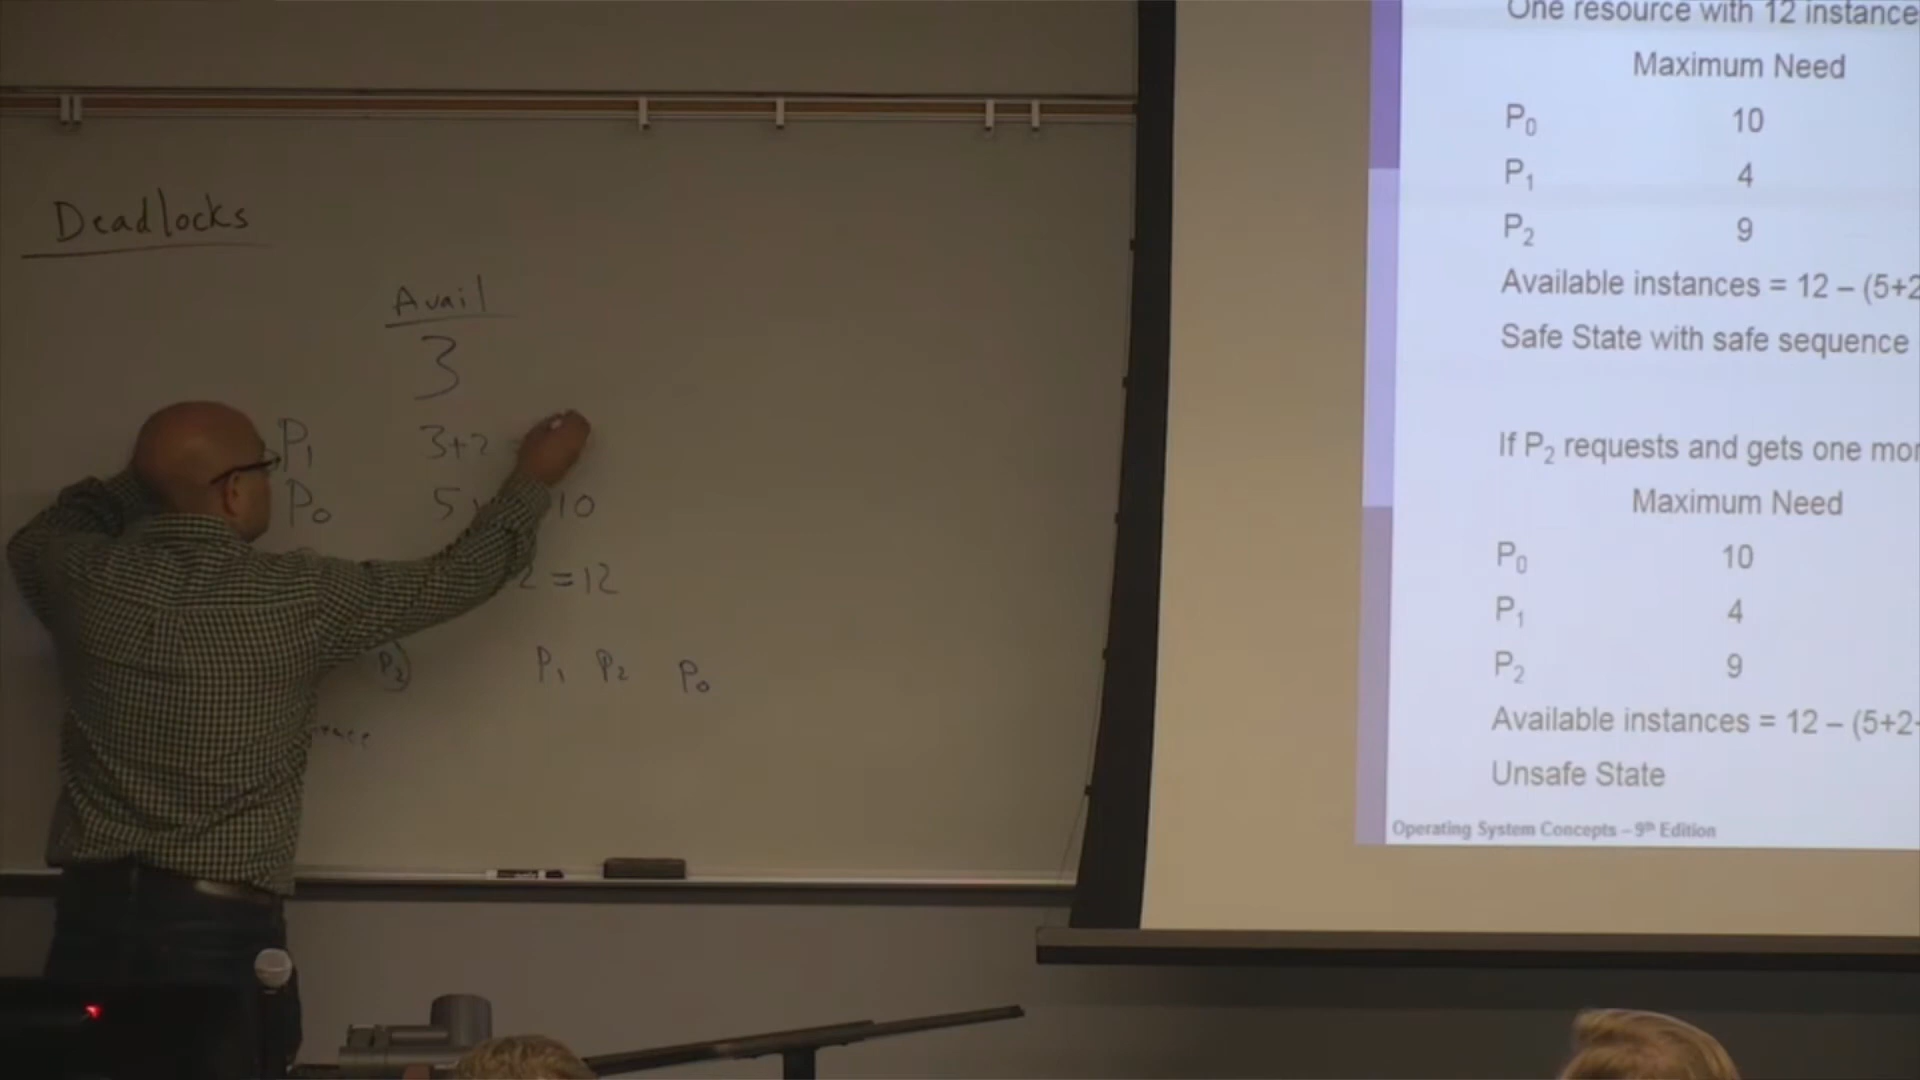 Deadlocks
Avail
3
P1 3+2
P0 5 10
2 = 12
P2 P1 P2 P0
One resource with 12 instance
Maximum Need
P0 10
P1 4
P2 9
Available instances = 12 – (5+2
Safe State with safe sequence
If P2 requests and gets one mor
Maximum Need
P0 10
P1 4
P2 9
Available instances = 12 – (5+2
Unsafe State
Operating System Concepts – 9th Edition